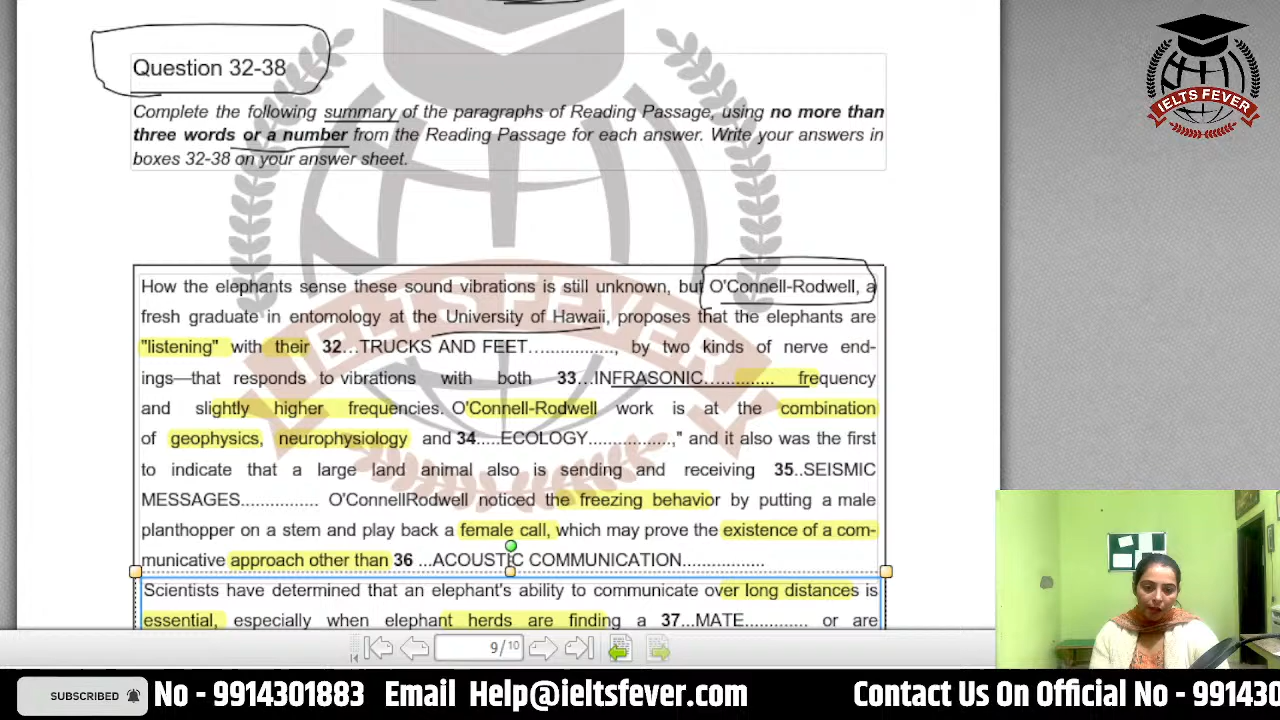 Question 32-38
Complete the following summary of the paragraphs of Reading Passage, using no more than
three words or a number from the Reading Passage for each answer. Write your answers in
boxes 32-38 on your answer sheet.
How the elephants sense these sound vibrations is still unknown, but O'Connell-Rodwell, a
fresh graduate in entomology at the University of Hawaii, proposes that the elephants are
"listening" with their 32…TRUCKS AND FEET…..............., by two kinds of nerve end-
ings—that responds to vibrations with both 33…INFRASONIC…............ frequency
and slightly higher frequencies. O'Connell-Rodwell work is at the combination
of geophysics, neurophysiology and 34.....ECOLOGY.................," and it also was the first
to indicate that a large land animal also is sending and receiving 35..SEISMIC
MESSAGES................ O'ConnellRodwell noticed the freezing behavior by putting a male
planthopper on a stem and play back a female call, which may prove the existence of a com-
municative approach other than 36 ...ACOUSTIC COMMUNICATION.................
Scientists have determined that an elephant's ability to communicate over long distances is
essential, especially when elephant herds are finding a 37...MATE............. or are
9/10
IELTS FEVER
IELTS FEVER
SUBSCRIBED
No - 9914301883 Email Help@ieltsfever.com Contact Us On Official No - 991430